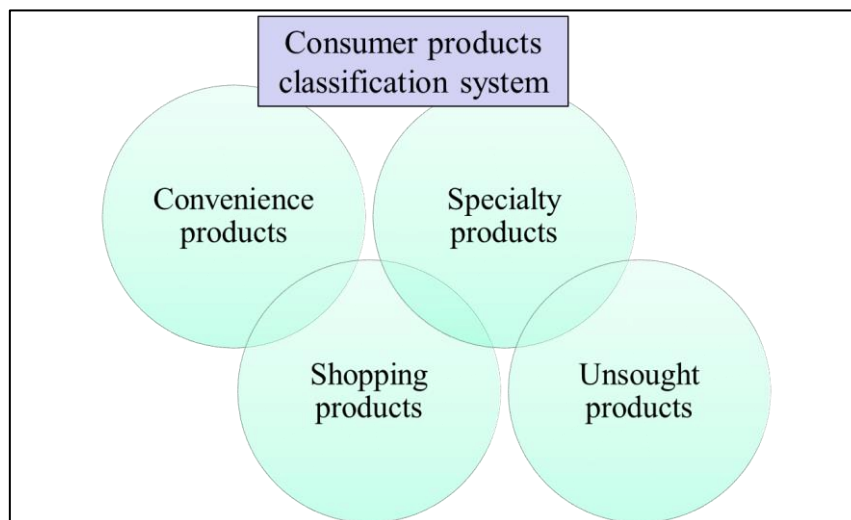 Consumer products
classification system
Convenience
products
Specialty
products
Shopping
products
Unsought
products